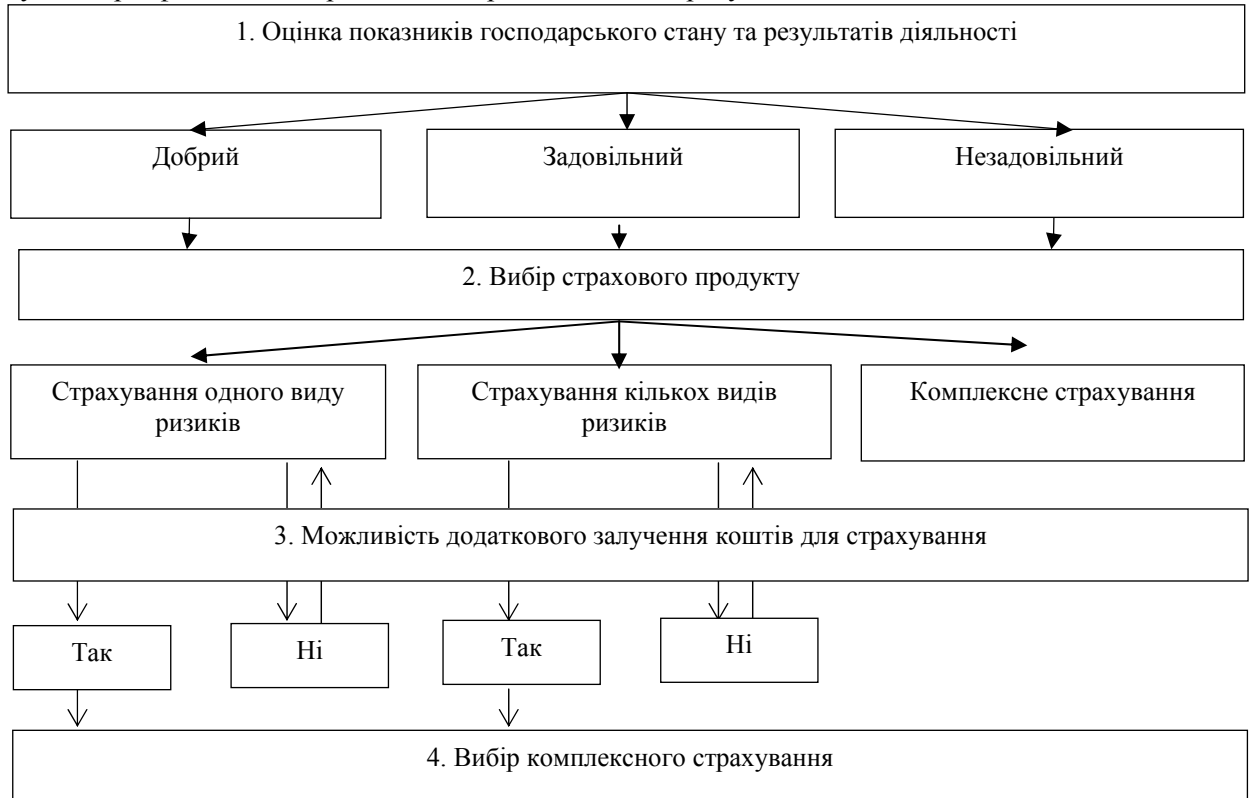 1. Оцінка показників господарського стану та результатів діяльності
Добрий
Задовільний
Незадовільний
2. Вибір страхового продукту
Страхування одного виду
ризиків
Страхування кількох видів
ризиків
Комплексне страхування
3. Можливість додаткового залучення коштів для страхування
Так
Ні
Так
Ні
4. Вибір комплексного страхування